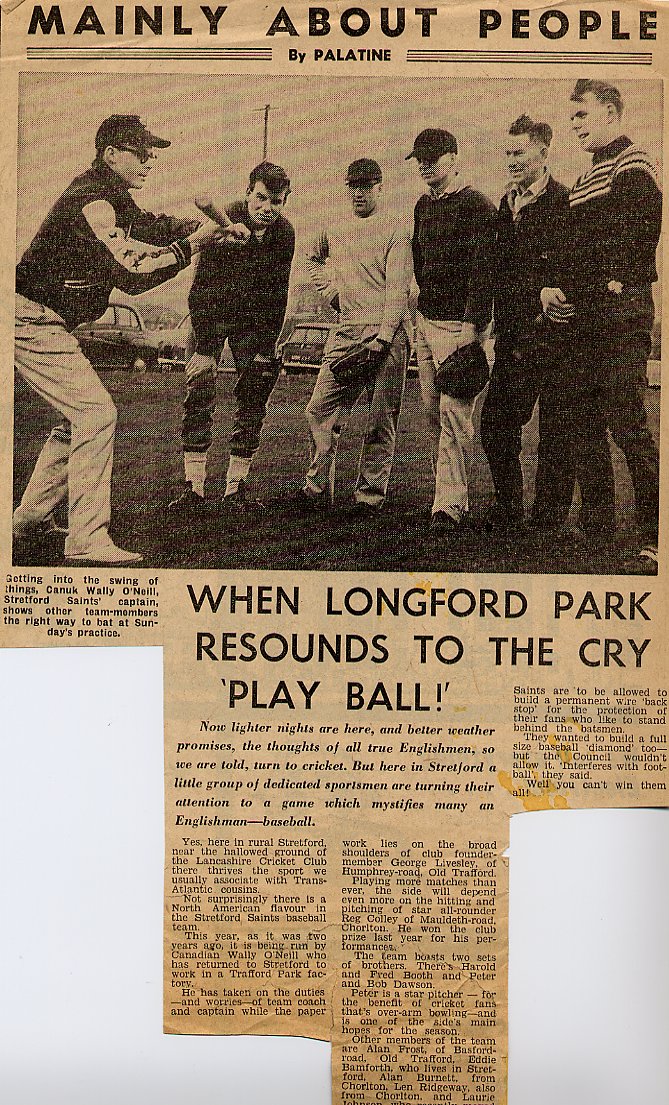 MAINLY ABOUT PEOPLE
By PALATINE
Getting into the swing of
things, Canuk Wally O'Neill,
Stretford Saints' captain,
shows other team-members
the right way to bat at Sun-
day's practice.
WHEN LONGFORD PARK
RESOUNDS TO THE CRY
'PLAY BALL!'
Now lighter nights are here, and better weather
promises, the thoughts of all true Englishmen, so
we are told, turn to cricket. But here in Stretford a
little group of dedicated sportsmen are turning their
attention to a game which mystifies many an
Englishman—baseball.
Yes, here in rural Stretford,
near the hallowed ground of
the Lancashire Cricket Club
there thrives the sport we
usually associate with Trans-
Atlantic cousins.
Not surprisingly there is a
North American flavour in
the Stretford Saints baseball
team.
This year, as it was two
years ago, it is being run by
Canadian Wally O'Neill who
has returned to Stretford to
work in a Trafford Park fac-
tory.
He has taken on the duties
—and worries—of team coach
and captain while the paper
work lies on the broad
shoulders of club founder-
member George Livesley, of
Humphrey-road, Old Trafford.
Playing more matches than
ever, the side will depend
even more on the hitting and
pitching of star all-rounder
Reg Colley of Mauldeth-road,
Chorlton. He won the club
prize last year for his per-
formances.
The team boasts two sets
of brothers. There's Harold
and Fred Booth and Peter
and Bob Dawson.
Peter is a star pitcher — for
the benefit of cricket fans
that's over-arm bowling—and
is one of the side's main
hopes for the season.
Other members of the team
are Alan Frost, of Basford-
road, Old Trafford, Eddie
Bamforth, who lives in Stret-
ford, Alan Burnett, from
Chorlton, Len Ridgeway, also
from Chorlton, and Laurie
Johnson, who recently
Saints are to be allowed to
build a permanent wire 'back
stop' for the protection of
their fans who like to stand
behind the batsmen.
They wanted to build a full
size baseball 'diamond' too—
but the Council wouldn't
allow it. 'Interferes with foot-
ball', they said.
Well you can't win them
all!